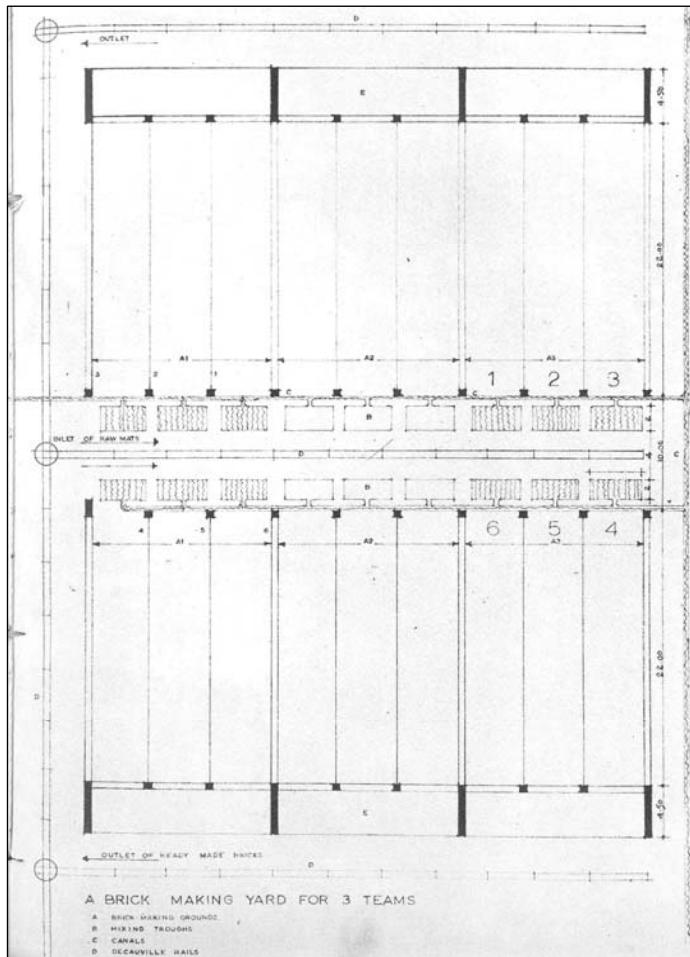 D
OUTLET
E
4.50
22.00
A1 A2 A3
3 2 1
C C 1 2 3
B
INLET OF RAW MATS
D 10.00 C
B
4 5 6 6 5 4
A1 A2 A3
22.00
D
E
4.50
OUTLET OF READY MADE BRICKS
D
A BRICK MAKING YARD FOR 3 TEAMS
A BRICK MAKING GROUNDS
B MIXING TROUGHS
C CANALS
D DECAUVILLE RAILS